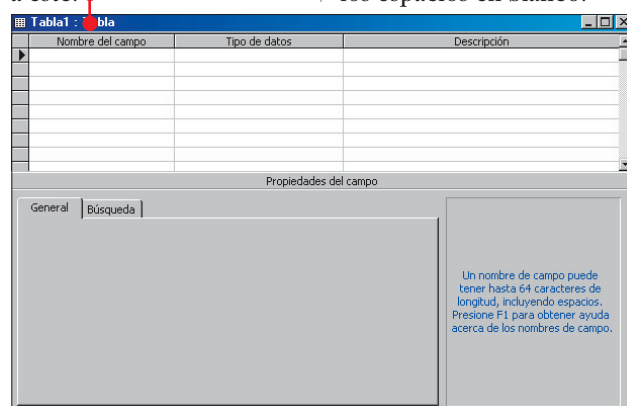 a éste.
los espacios en blanco.
Tabla1 : Tabla
Nombre del campo Tipo de datos Descripción
Propiedades del campo
General Búsqueda
Un nombre de campo puede
tener hasta 64 caracteres de
longitud, incluyendo espacios.
Presione F1 para obtener ayuda
acerca de los nombres de campo.